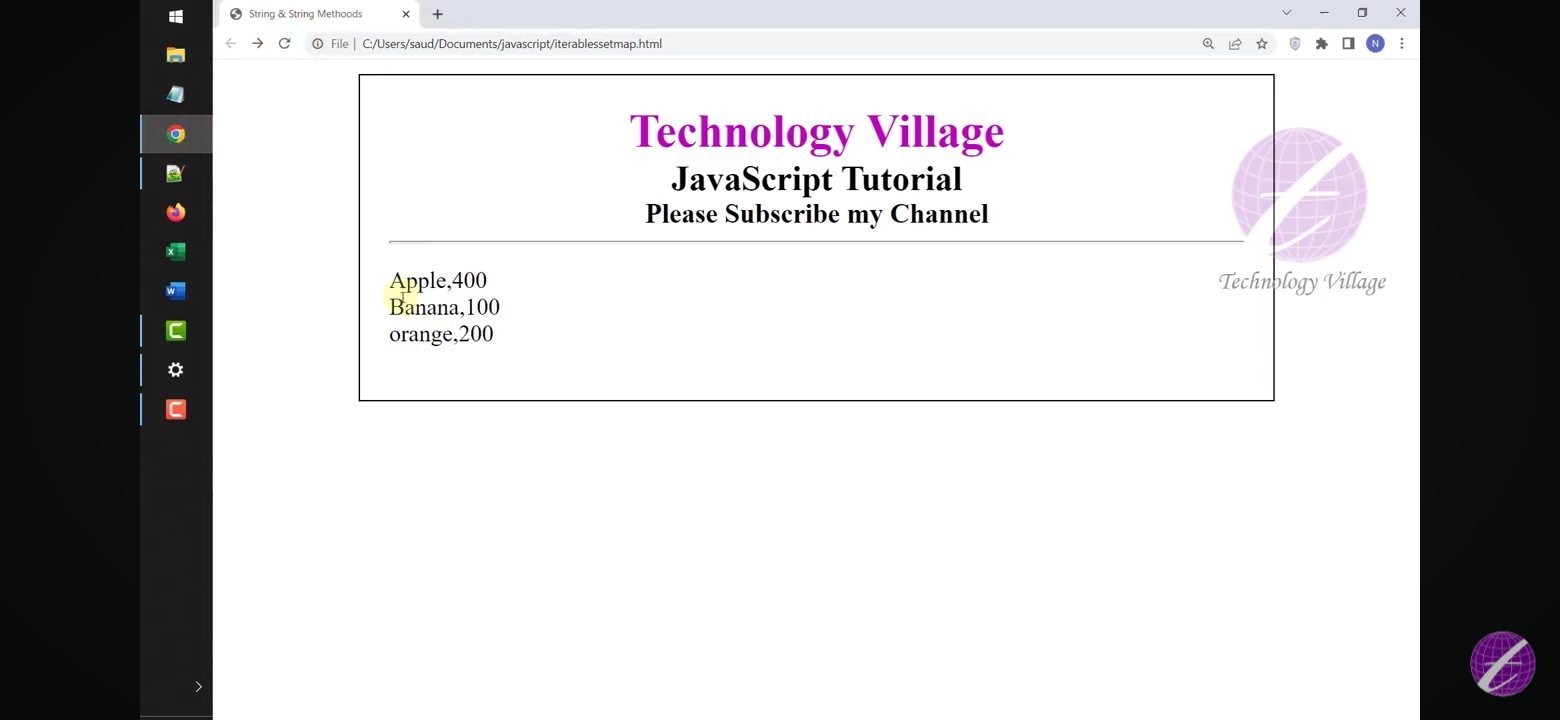 String & String Methoods
File
C:/Users/saud/Documents/javascript/iterablessetmap.html
N
Technology Village
JavaScript Tutorial
Please Subscribe my Channel
Technology Village
Apple,400
Banana,100
orange,200